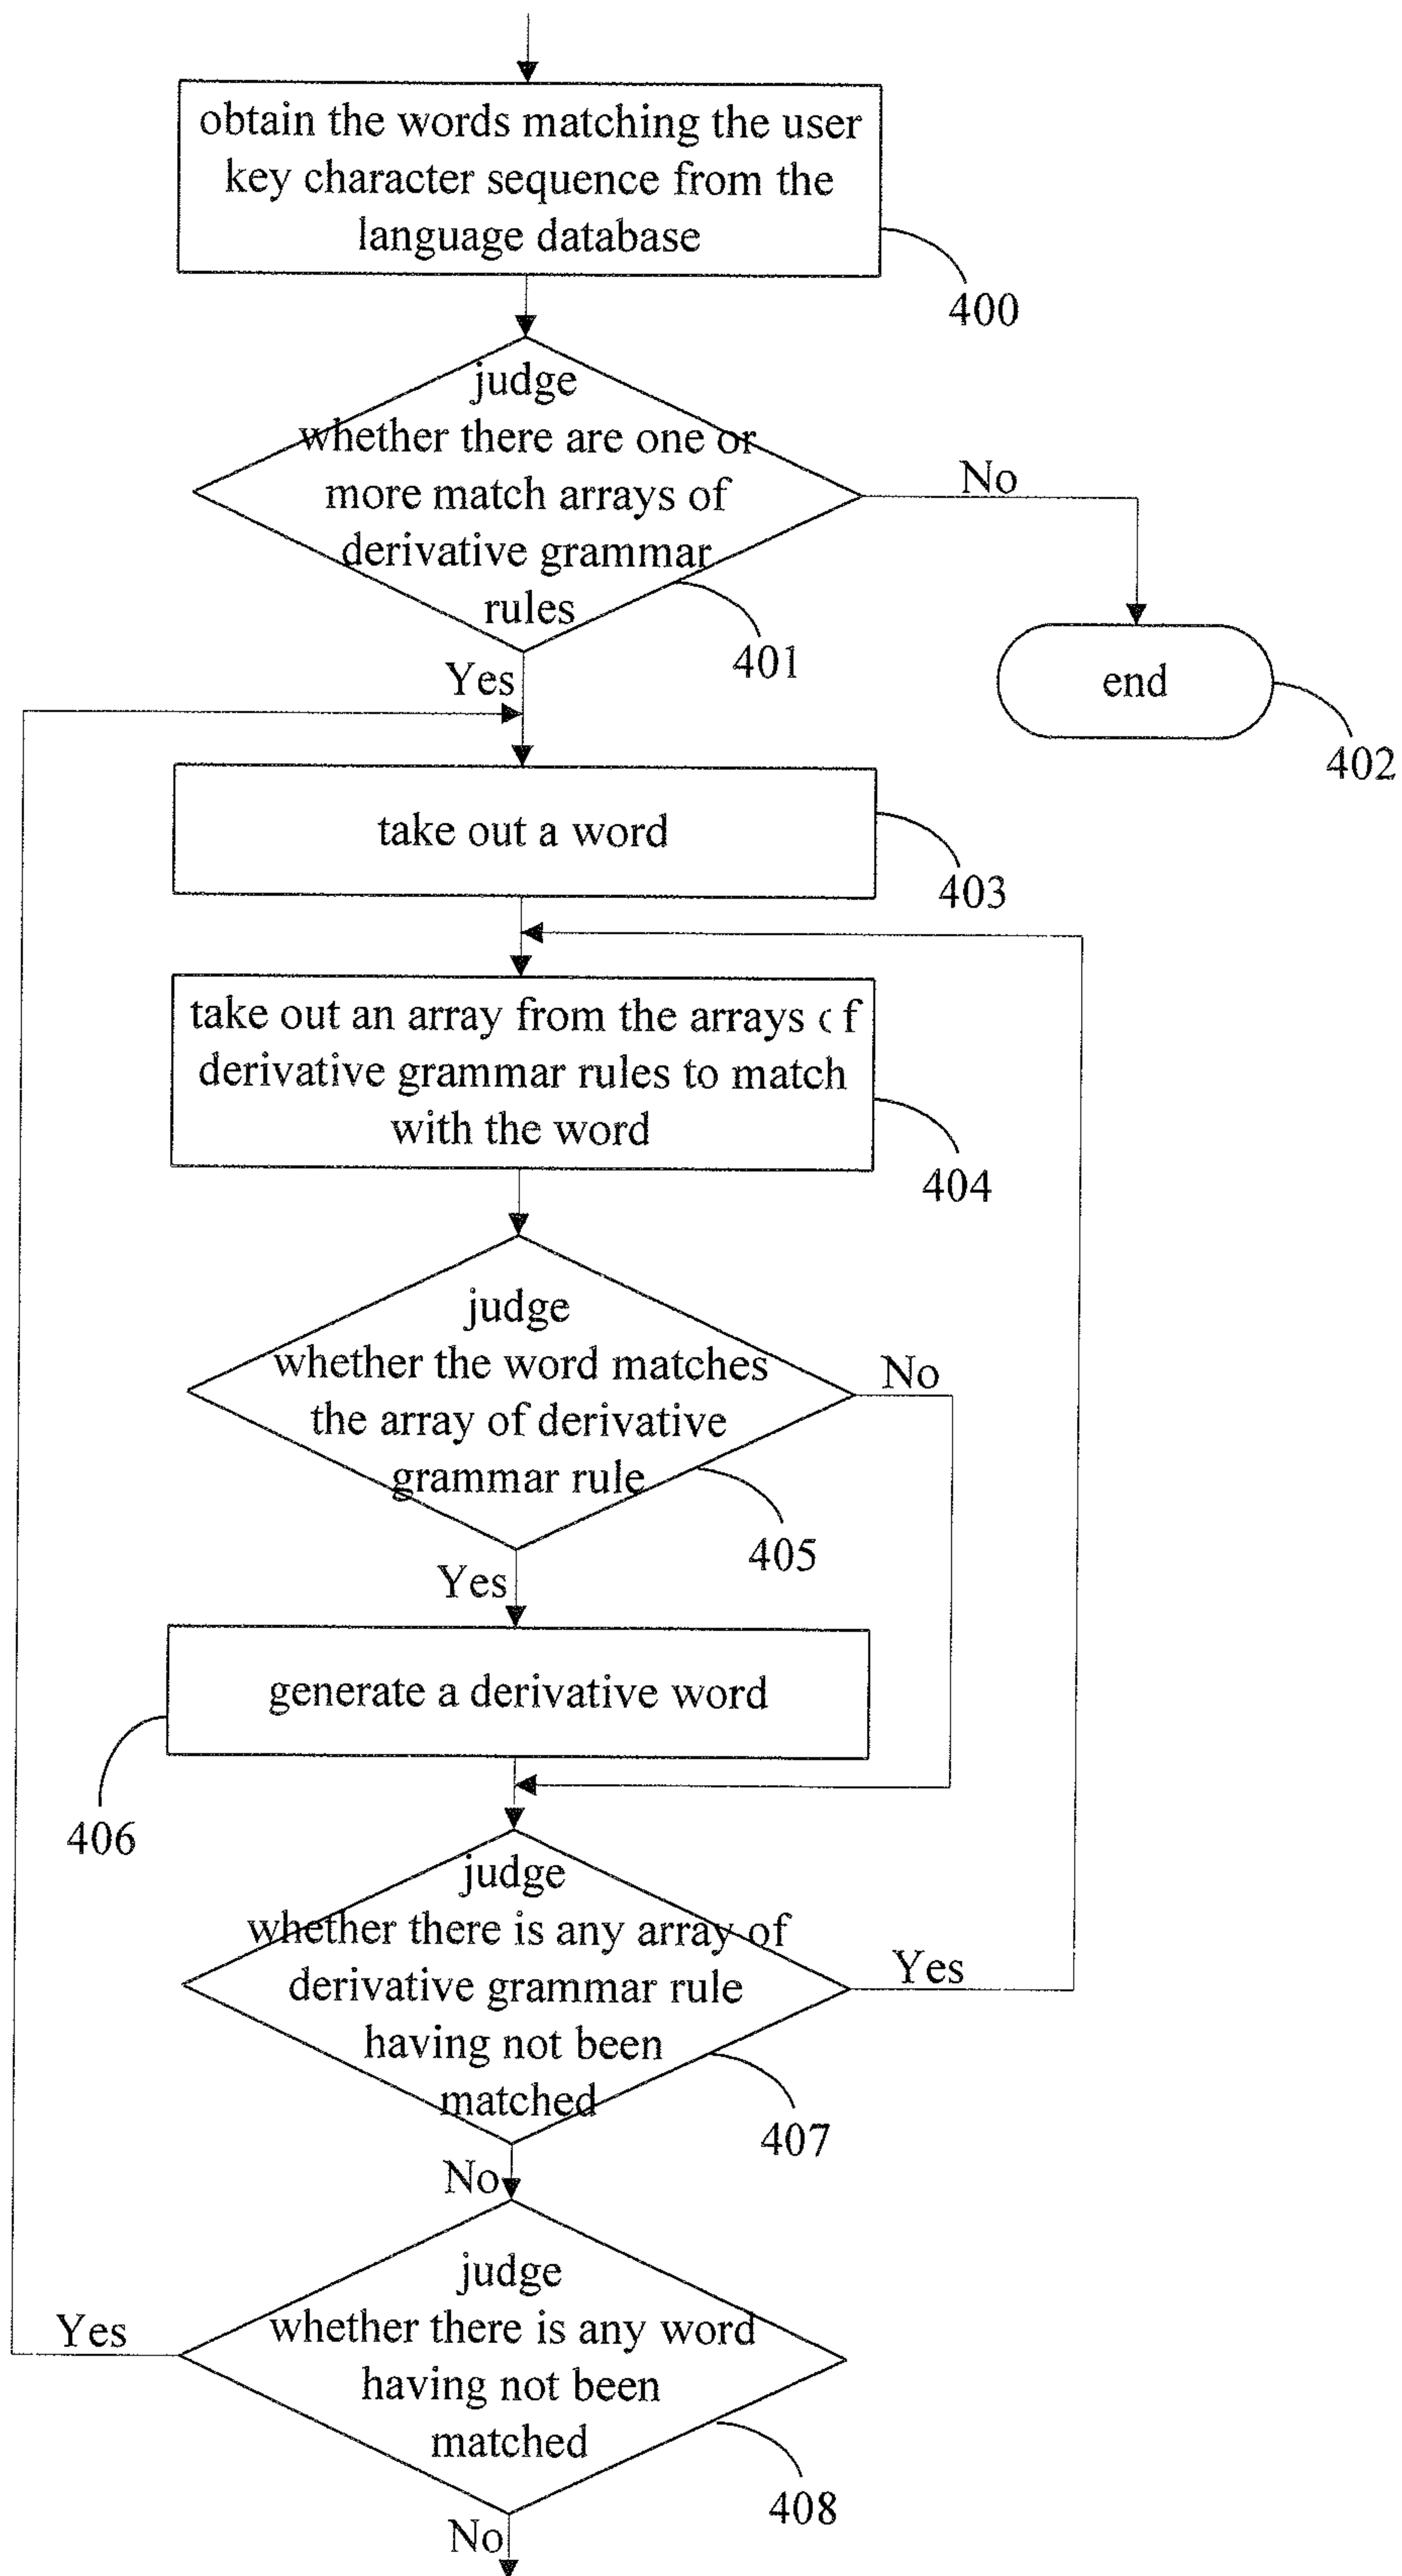 obtain the words matching the user
key character sequence from the
language database
400
judge
whether there are one or
more match arrays of
derivative grammar
rules
No
401
Yes
end
402
take out a word
403
take out an array from the arrays of
derivative grammar rules to match
with the word
404
judge
whether the word matches
the array of derivative
grammar rule
No
405
Yes
generate a derivative word
406
judge
whether there is any array of
derivative grammar rule
having not been
matched
Yes
407
No
judge
whether there is any word
having not been
matched
Yes
408
No